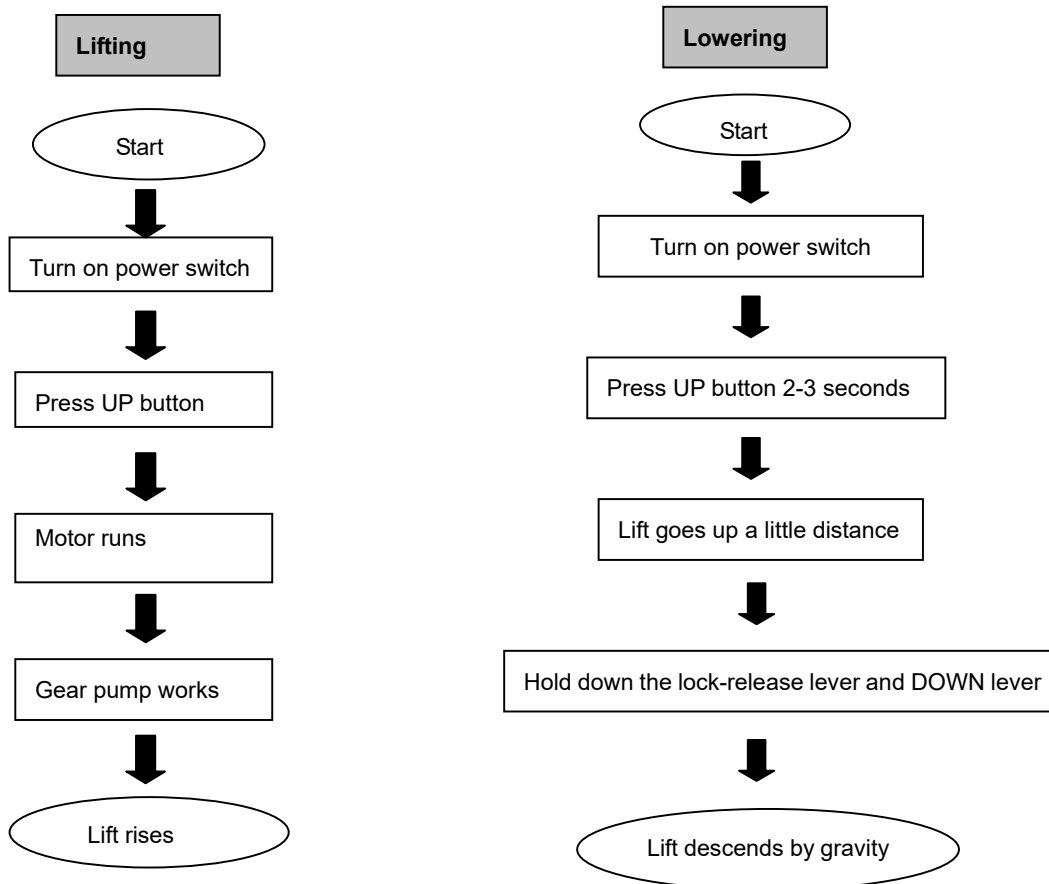 Lifting
Start
Turn on power switch
Press UP button
Motor runs
Gear pump works
Lift rises
Lowering
Start
Turn on power switch
Press UP button 2-3 seconds
Lift goes up a little distance
Hold down the lock-release lever and DOWN lever
Lift descends by gravity